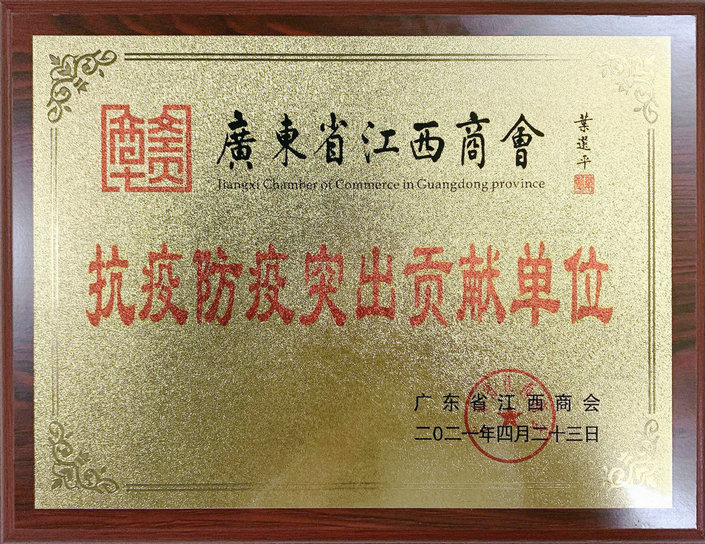 廣東省江西商會
Jiangxi Chamber of Commerce in Guangdong province
葉選平
抗疫防疫突出贡献单位
广东省江西商会
二〇二一年四月二十三日